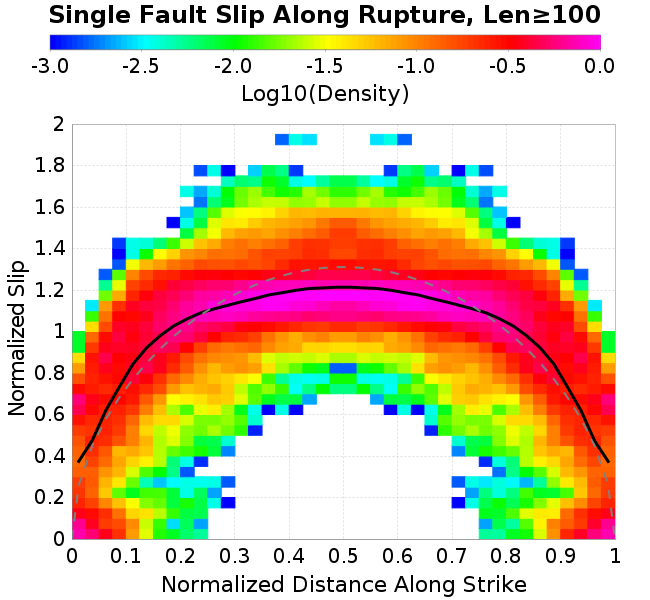 Single Fault Slip Along Rupture, Len≥100
-3.0 -2.5 -2.0 -1.5 -1.0 -0.5 0.0
Log10(Density)
2
1.8
1.6
1.4
1.2
1
0.8
0.6
0.4
0.2
0
Normalized Slip
0 0.1 0.2 0.3 0.4 0.5 0.6 0.7 0.8 0.9 1
Normalized Distance Along Strike